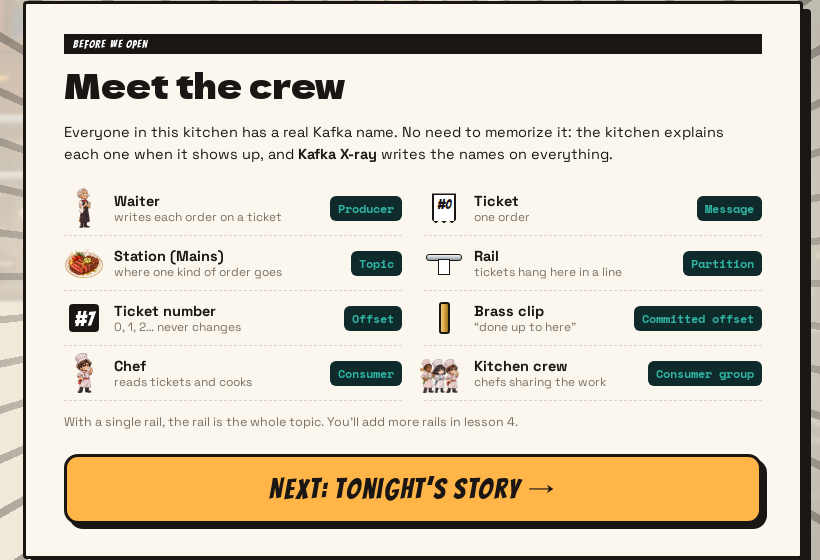 BEFORE WE OPEN
Meet the crew
Everyone in this kitchen has a real Kafka name. No need to memorize it: the kitchen explains
each one when it shows up, and Kafka X-ray writes the names on everything.
Waiter
writes each order on a ticket
Producer
#0
Ticket
one order
Message
Station (Mains)
where one kind of order goes
Topic
Rail
tickets hang here in a line
Partition
#7
Ticket number
0, 1, 2… never changes
Offset
Brass clip
“done up to here”
Committed offset
Chef
reads tickets and cooks
Consumer
Kitchen crew
chefs sharing the work
Consumer group
With a single rail, the rail is the whole topic. You'll add more rails in lesson 4.
NEXT: TONIGHT'S STORY →